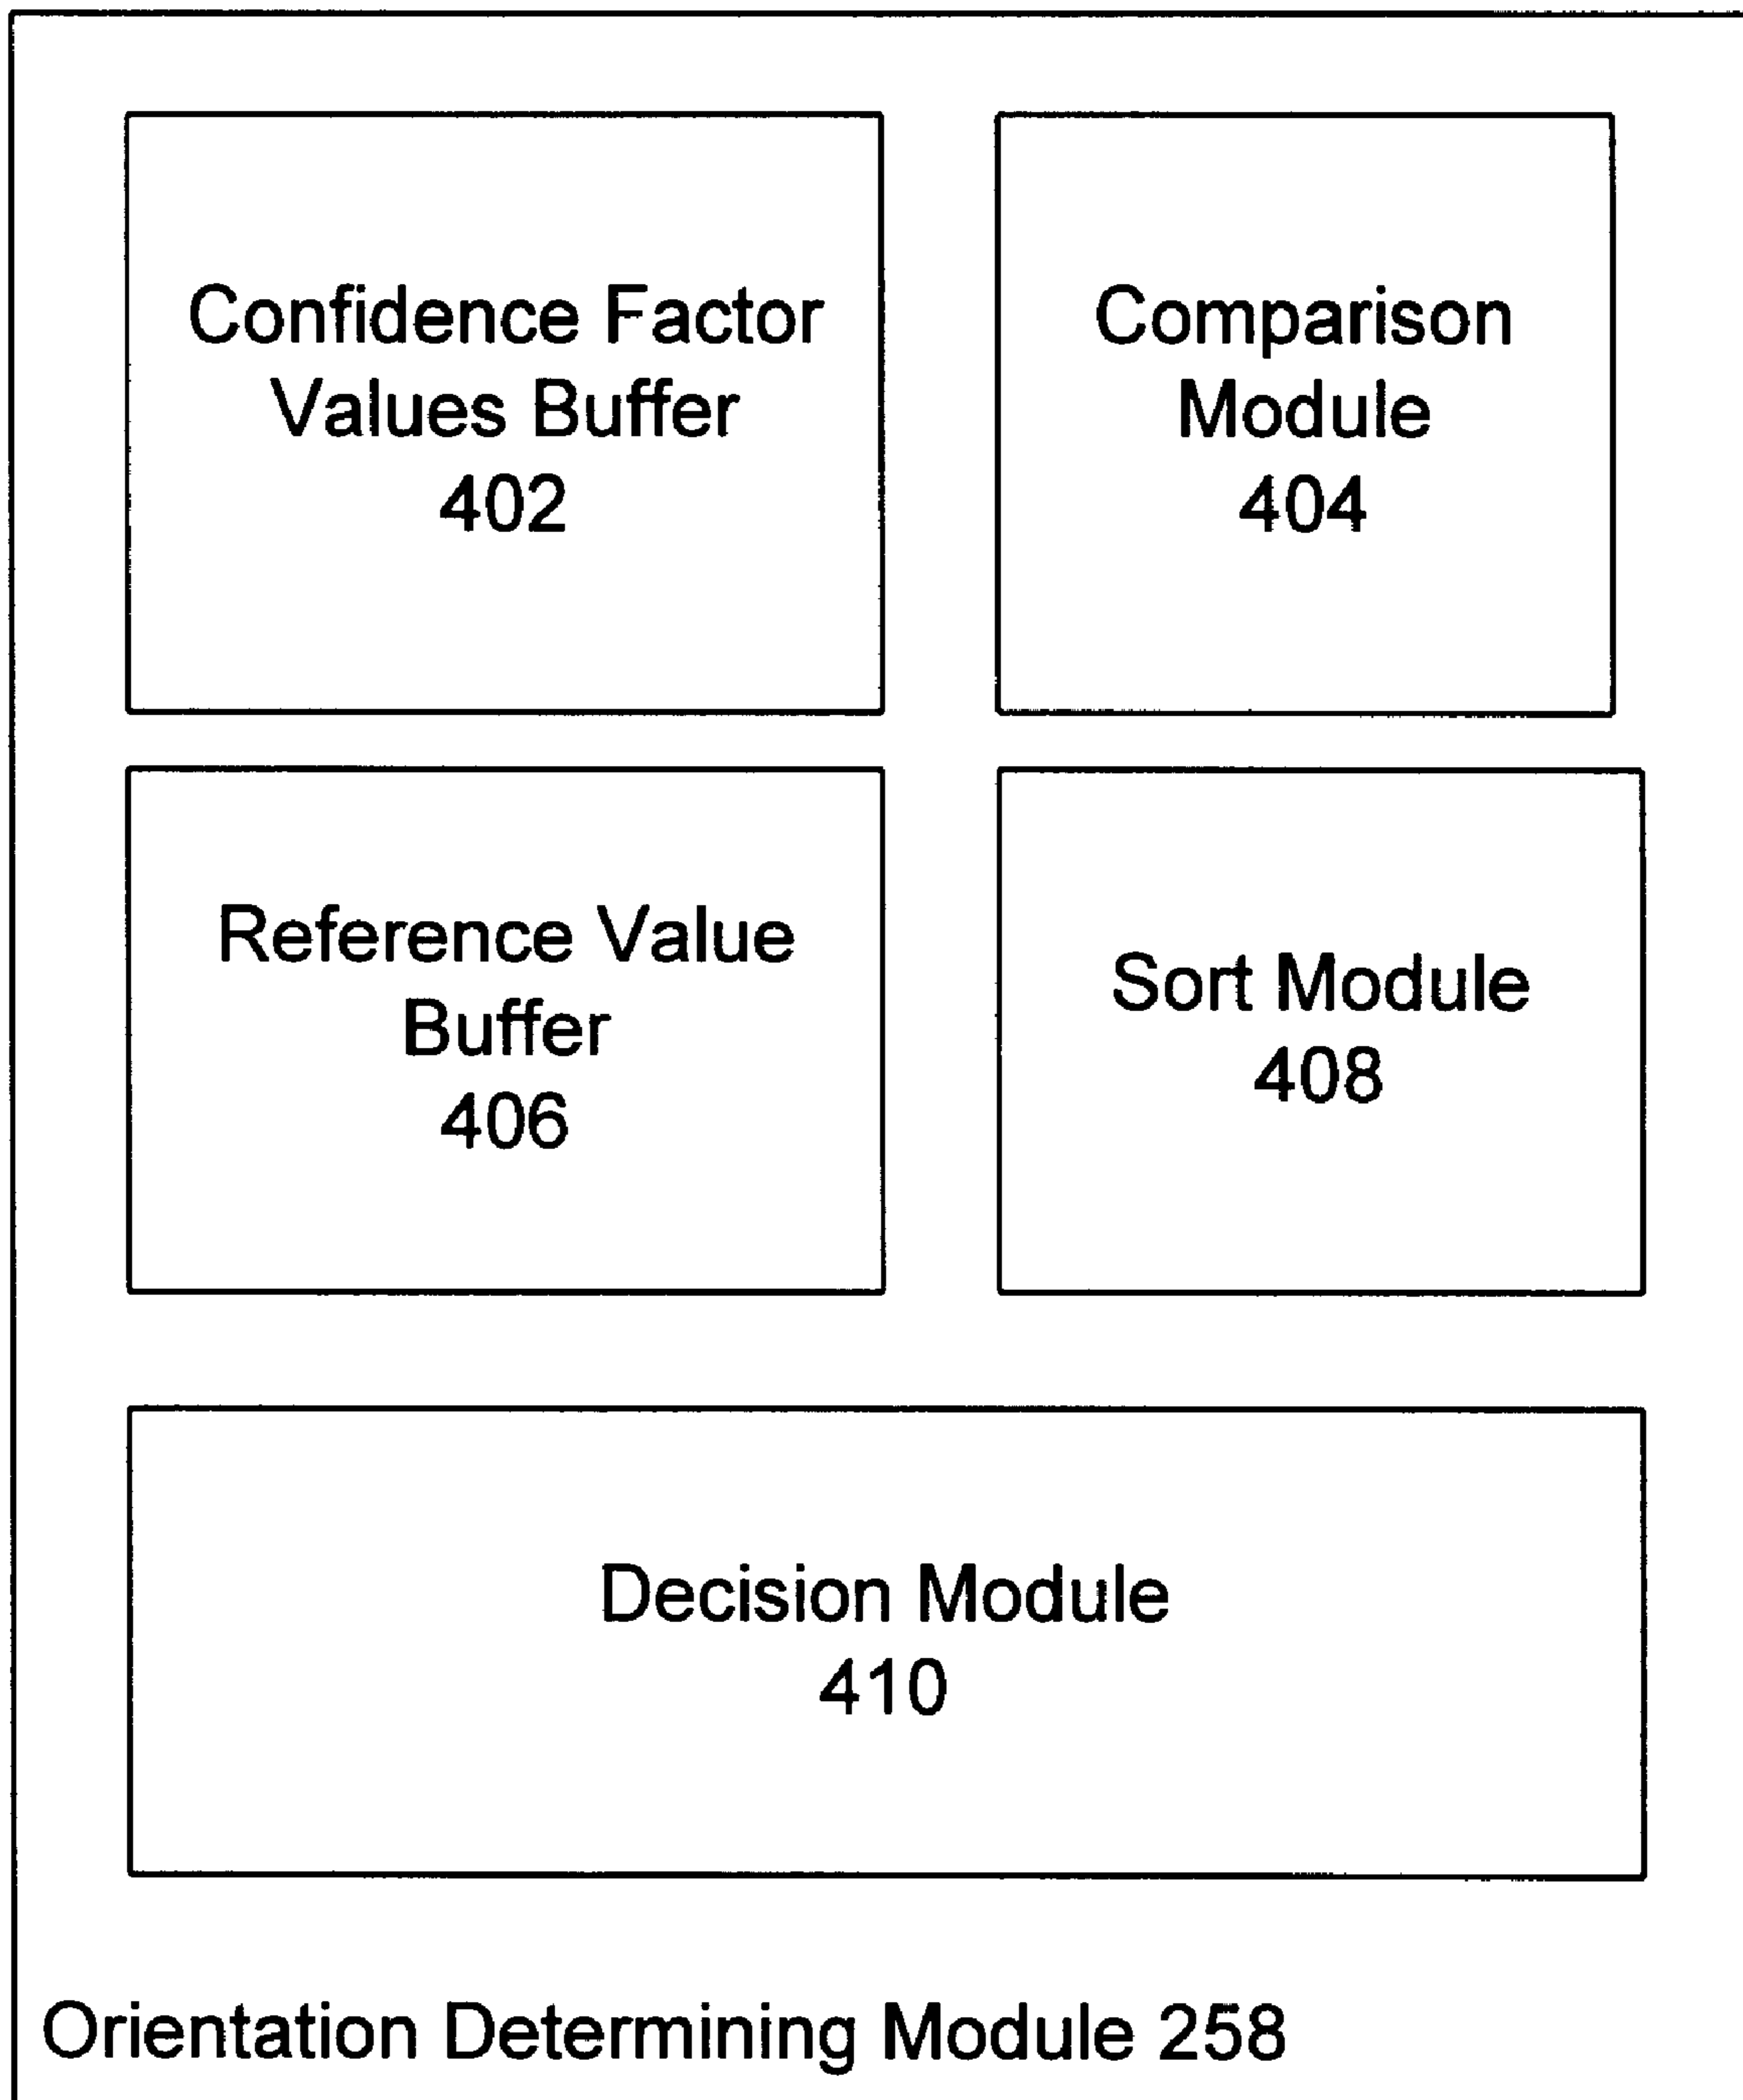 Confidence Factor
Values Buffer
402
Comparison
Module
404
Reference Value
Buffer
406
Sort Module
408
Decision Module
410
Orientation Determining Module 258